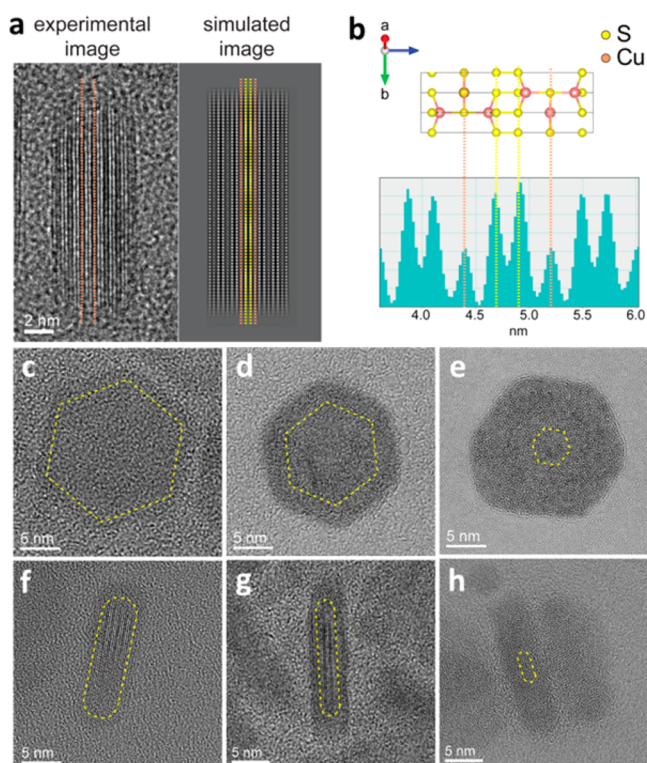 a experimental image
simulated image
2 nm
b
a
b
S
Cu
4.0 4.5 5.0 5.5 6.0
nm
c
5 nm
d
5 nm
e
5 nm
f
5 nm
g
5 nm
h
5 nm